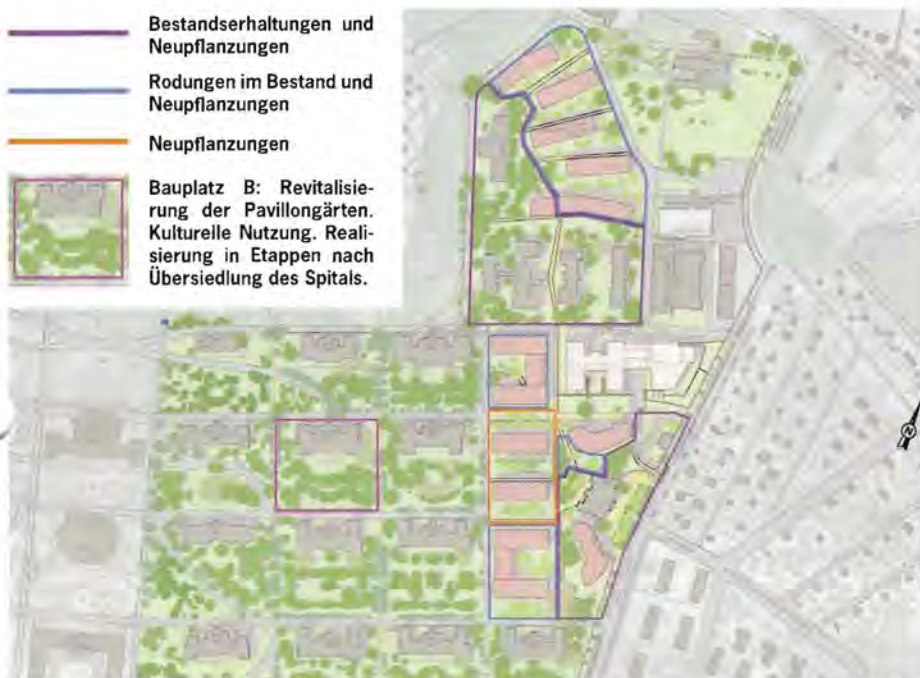 Bestandserhaltungen und
Neupflanzungen
Rodungen im Bestand und
Neupflanzungen
Neupflanzungen
Bauplatz B: Revitalisie-
rung der Pavillongärten.
Kulturelle Nutzung. Reali-
sierung in Etappen nach
Übersiedlung des Spitals.
N